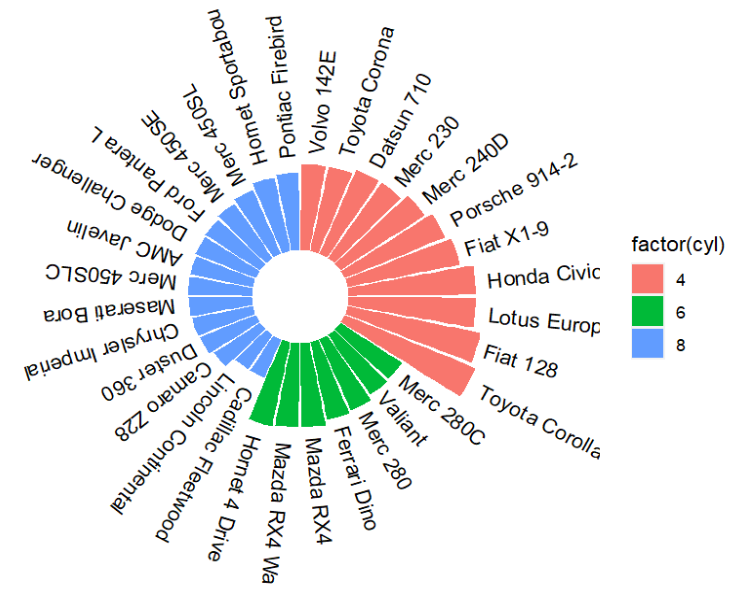 Volvo 142E
Toyota Corona
Datsun 710
Merc 230
Merc 240D
Porsche 914-2
Fiat X1-9
Honda Civic
Lotus Europ
Fiat 128
Toyota Corolla
Merc 280C
Valiant
Merc 280
Ferrari Dino
Mazda RX4
Mazda RX4 Wa
Hornet 4 Drive
Cadillac Fleetwood
Lincoln Continental
Camaro Z28
Duster 360
Chrysler Imperial
Maserati Bora
Merc 450SLC
AMC Javelin
Dodge Challenger
Ford Pantera L
Merc 450SE
Merc 450SL
Hornet Sportabou
Pontiac Firebird
factor(cyl)
4
6
8